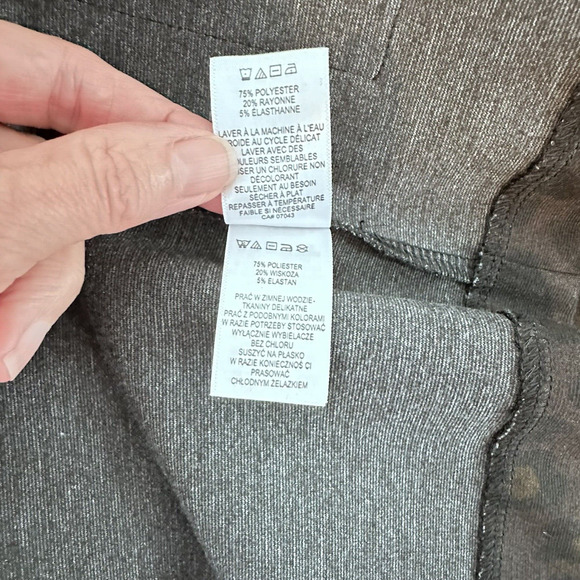 75% POLYESTER
20% RAYONNE
5% ÉLASTHANNE
LAVER À LA MACHINE À L'EAU
ROIDE AU CYCLE DÉLICAT
LAVER AVEC DES
OULEURS SEMBLABLES
ISER UN CHLORURE NON
DÉCOLORANT
SEULEMENT AU BESOIN
SÉCHER À PLAT
REPASSER À TEMPÉRATURE
FAIBLE SI NÉCESSAIRE
CA# 07043
75% POLIESTER
20% WISKOZA
5% ELASTAN
PRAĆ W ZIMNEJ WODZIE-
TKANINY DELIKATNE
PRAĆ Z PODOBNYMI KOLORAMI
W RAZIE POTRZEBY STOSOWAĆ
WYŁĄCZNIE WYBIELACZE
BEZ CHLORU
SUSZYĆ NA PŁASKO
W RAZIE KONIECZNOŚCI
PRASOWAĆ
CHŁODNYM ŻELAZKIEM